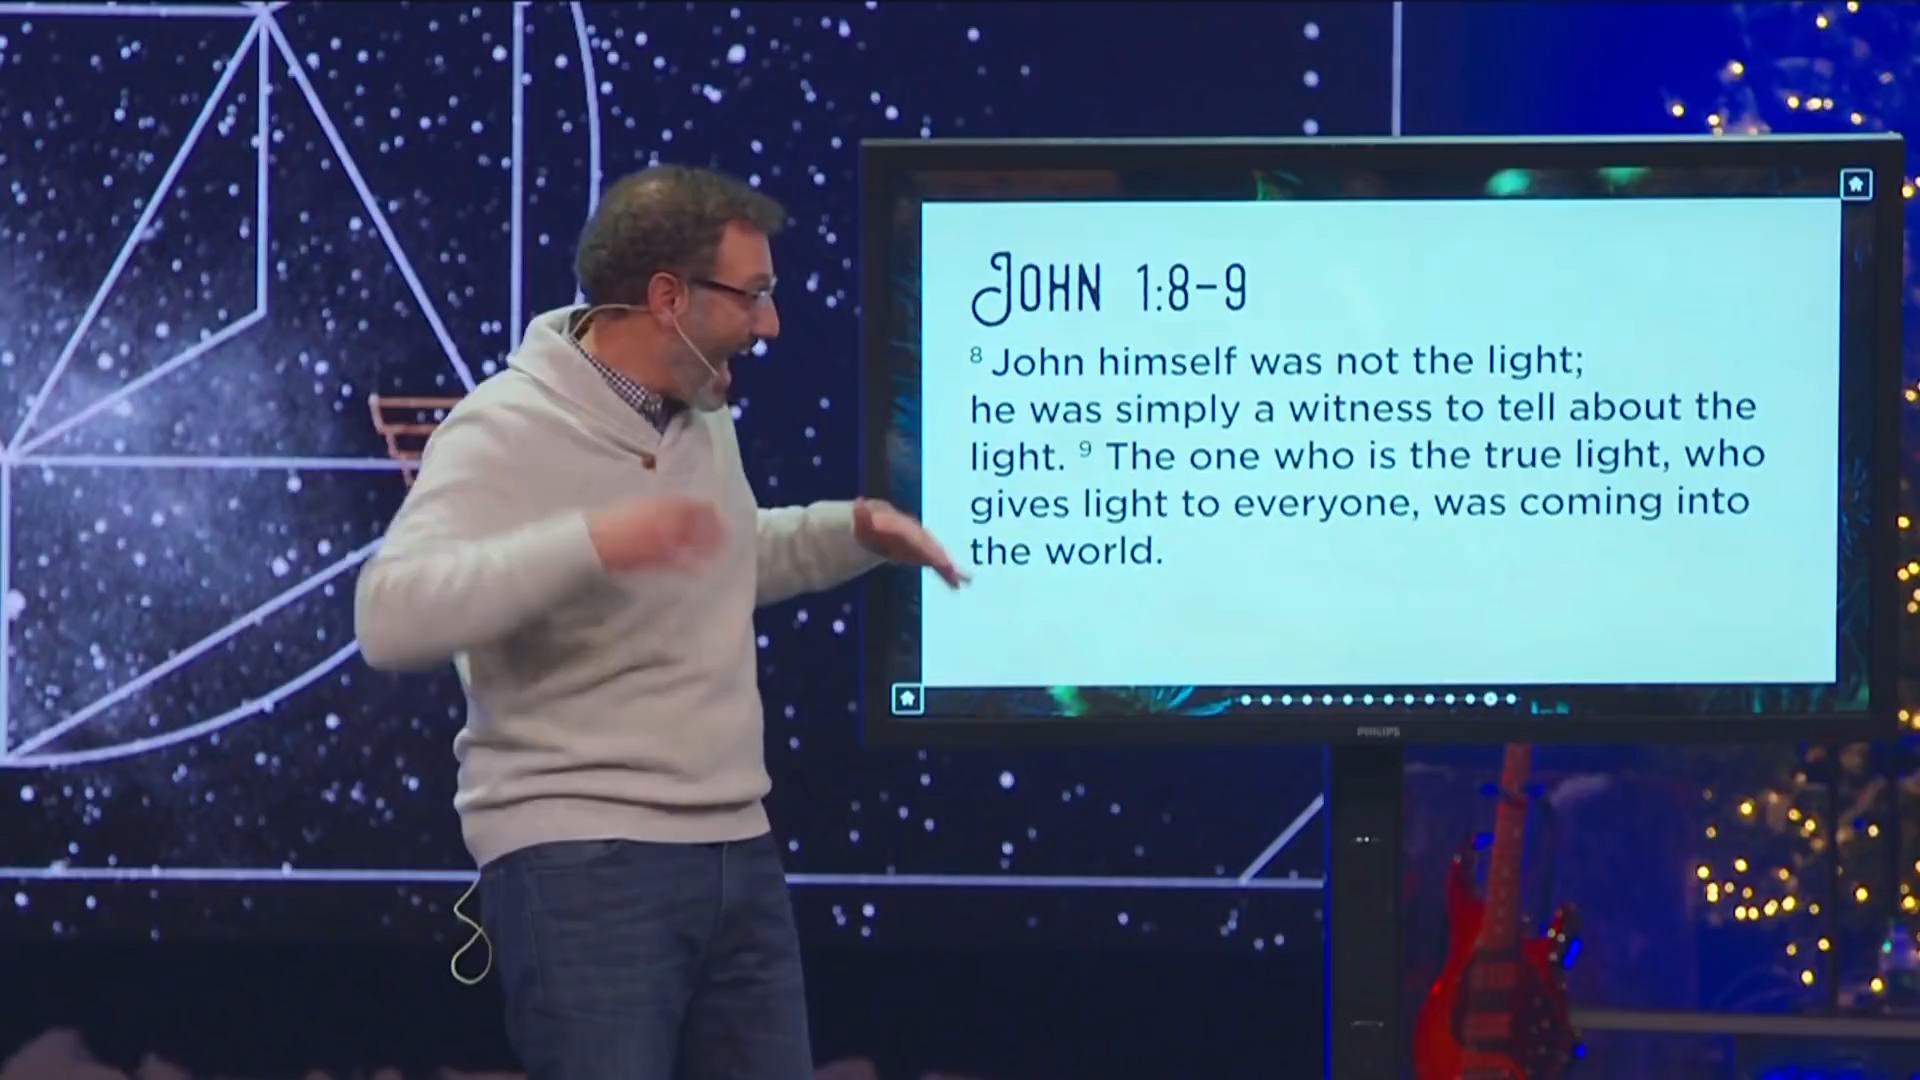 JOHN 1:8-9
8 John himself was not the light;
he was simply a witness to tell about the
light. 9 The one who is the true light, who
gives light to everyone, was coming into
the world.
PHILIPS